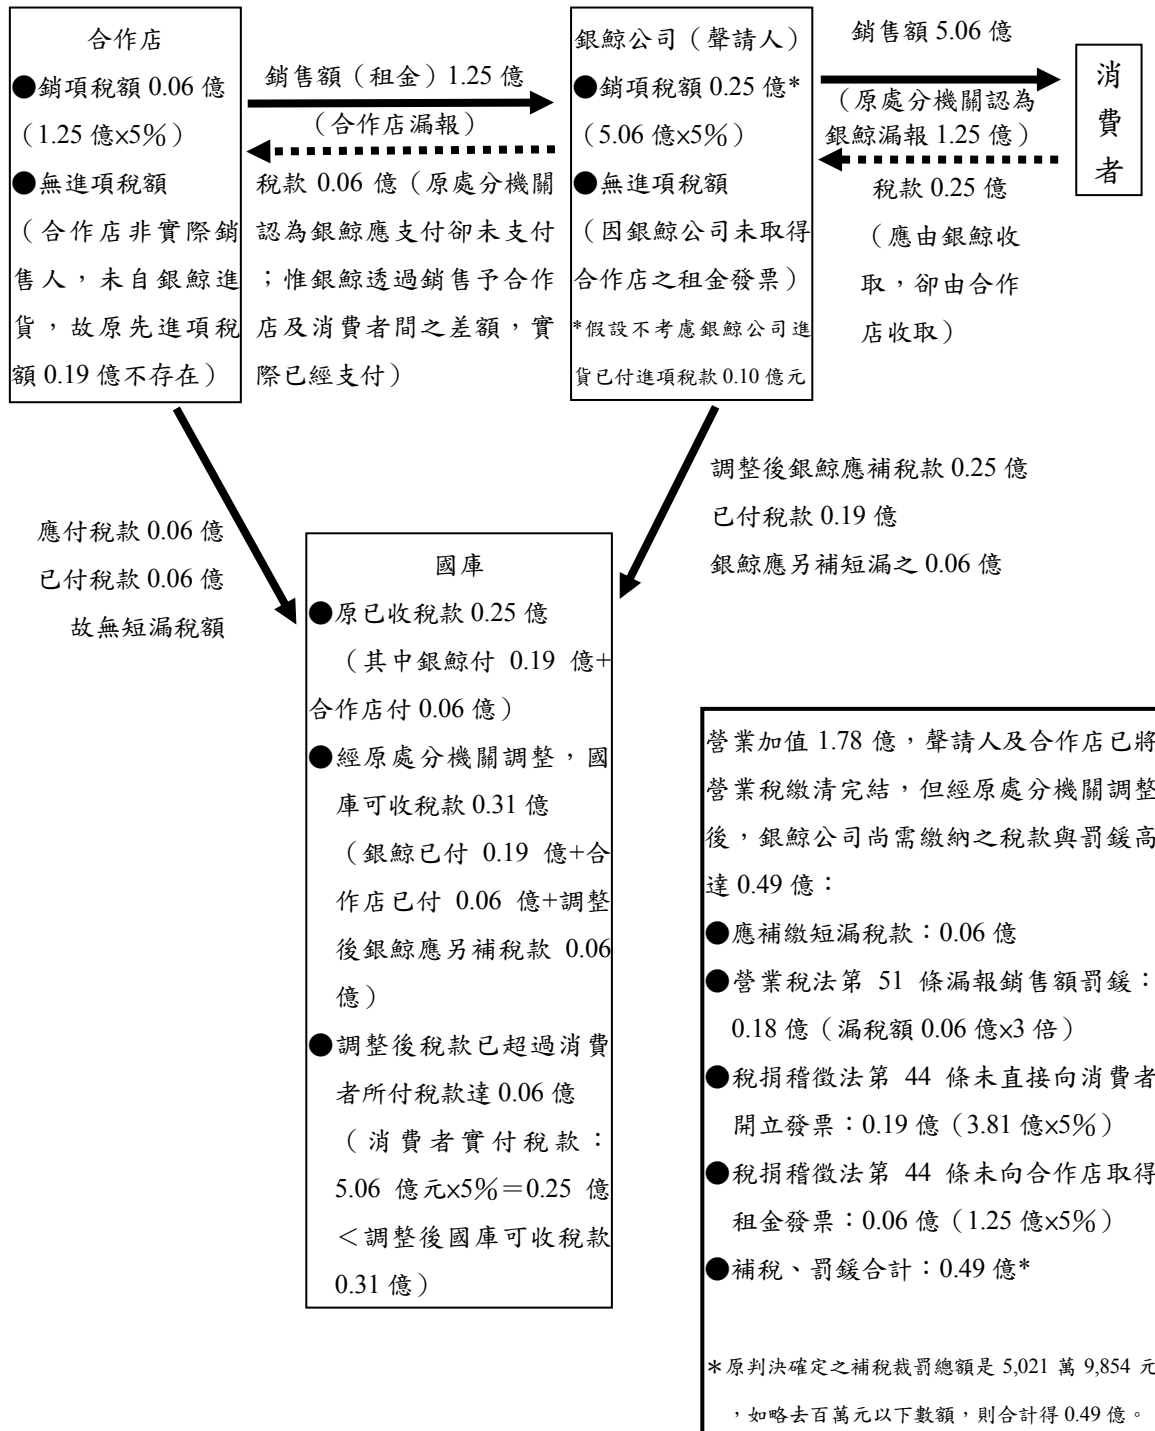 合作店
●銷項稅額 0.06 億
（1.25 億×5%）
●無進項稅額
（合作店非實際銷
售人，未自銀鯨進
貨，故原先進項稅
額 0.19 億不存在）
銷售額（租金）1.25 億
（合作店漏報）
稅款 0.06 億（原處分機關
認為銀鯨應支付卻未支付
；惟銀鯨透過銷售予合作
店及消費者間之差額，實
際已經支付）
銀鯨公司（聲請人）
●銷項稅額 0.25 億*
（5.06 億×5%）
●無進項稅額
（因銀鯨公司未取得
合作店之租金發票）
*假設不考慮銀鯨公司進
貨已付進項稅款 0.10 億元
銷售額 5.06 億
（原處分機關認為
銀鯨漏報 1.25 億）
稅款 0.25 億
（應由銀鯨收
取，卻由合作
店收取）
消
費
者
應付稅款 0.06 億
已付稅款 0.06 億
故無短漏稅額
調整後銀鯨應補稅款 0.25 億
已付稅款 0.19 億
銀鯨應另補短漏之 0.06 億
國庫
●原已收稅款 0.25 億
（其中銀鯨付 0.19 億+
合作店付 0.06 億）
●經原處分機關調整，國
庫可收稅款 0.31 億
（銀鯨已付 0.19 億+合
作店已付 0.06 億+調整
後銀鯨應另補稅款 0.06
億）
●調整後稅款已超過消費
者所付稅款達 0.06 億
（消費者實付稅款：
5.06 億元×5%＝0.25 億
＜調整後國庫可收稅款
0.31 億）
營業加值 1.78 億，聲請人及合作店已將
營業稅繳清完結，但經原處分機關調整
後，銀鯨公司尚需繳納之稅款與罰鍰高
達 0.49 億：
●應補繳短漏稅款：0.06 億
●營業稅法第 51 條漏報銷售額罰鍰：
0.18 億（漏稅額 0.06 億×3 倍）
●稅捐稽徵法第 44 條未直接向消費者
開立發票：0.19 億（3.81 億×5%）
●稅捐稽徵法第 44 條未向合作店取得
租金發票：0.06 億（1.25 億×5%）
●補稅、罰鍰合計：0.49 億*
*原判決確定之補稅裁罰總額是 5,021 萬 9,854 元
，如略去百萬元以下數額，則合計得 0.49 億。